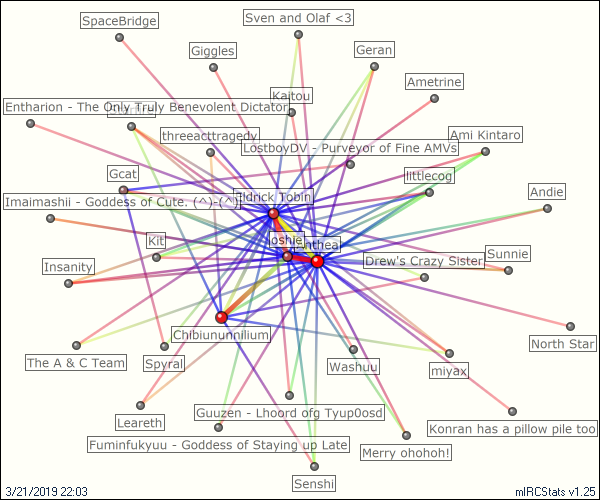 Sven and Olaf <3
SpaceBridge
Geran
Giggles
Ametrine
Kaitou
Entharion - The Only Truly Benevolent Dictator
threeacttragedy
Ami Kintaro
LostboyDV - Purveyor of Fine AMVs
Gcat
littlecog
Andie
Imaimashii - Goddess of Cute. (^)-(^)
Eldrick Tobin
Kit
Joshie
Sunnie
Drew's Crazy Sister
Insanity
Chibiununnilium
North Star
The A & C Team
Spyral
Washuu
miyax
Guuzen - Lhoord ofg Tyup0osd
Leareth
Konran has a pillow pile too
Fuminfukyuu - Goddess of Staying up Late
Merry ohohoh!
Senshi
3/21/2019 22:03
mIRCStats v1.25